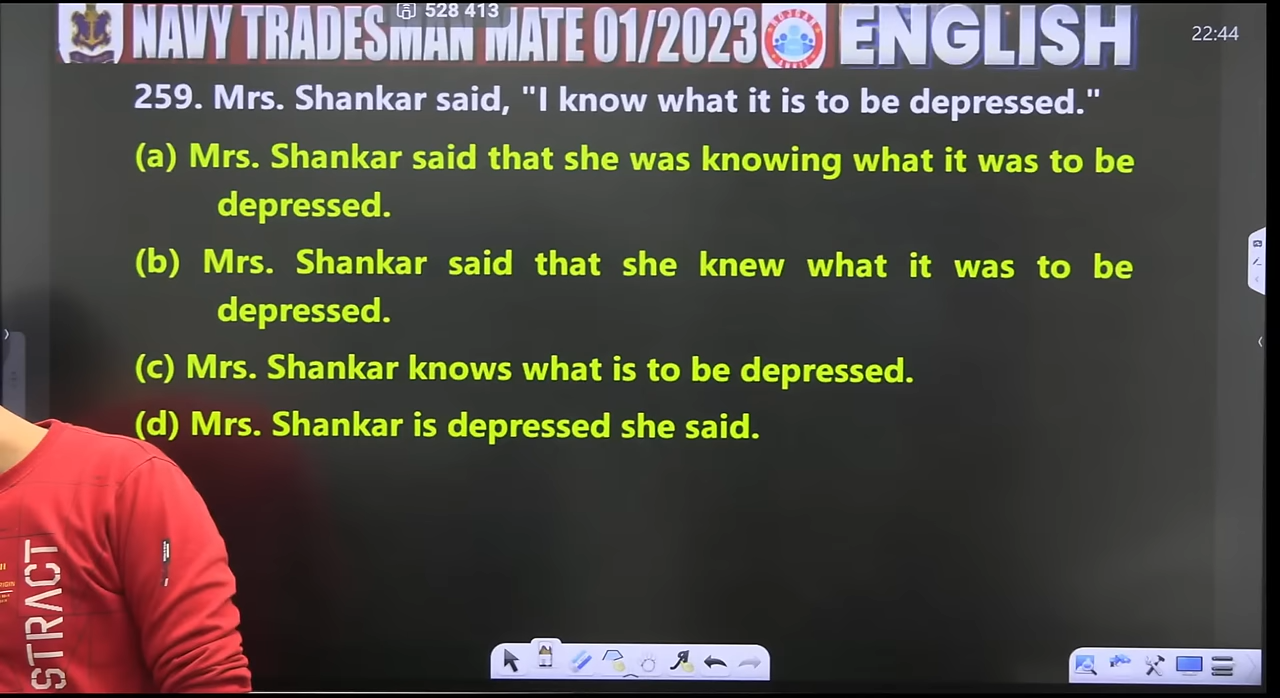 528 413
NAVY TRADESMAN MATE 01/2023 ENGLISH
22:44
259. Mrs. Shankar said, "I know what it is to be depressed."
(a) Mrs. Shankar said that she was knowing what it was to be
depressed.
(b) Mrs. Shankar said that she knew what it was to be
depressed.
(c) Mrs. Shankar knows what is to be depressed.
(d) Mrs. Shankar is depressed she said.
STRACT